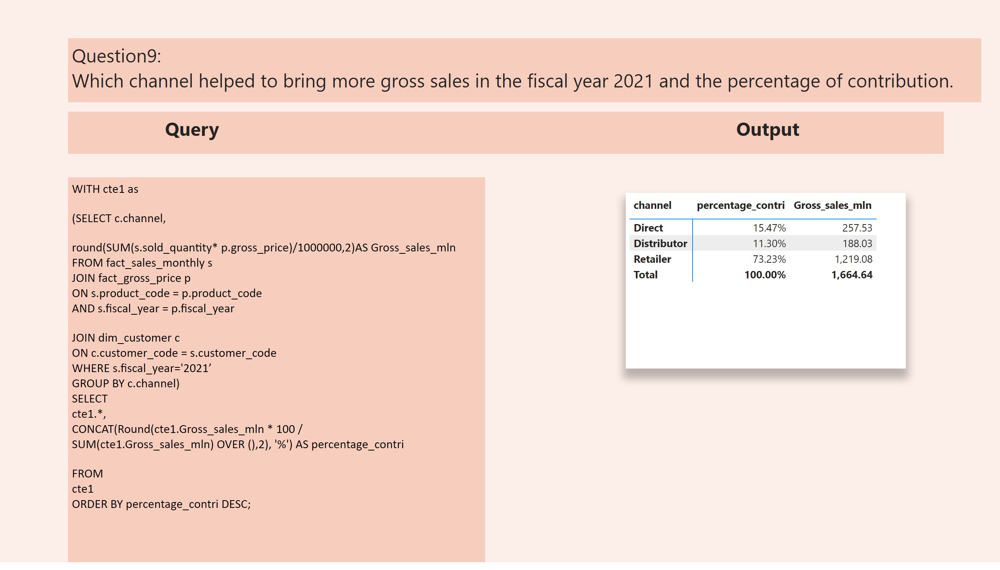 Question9:
Which channel helped to bring more gross sales in the fiscal year 2021 and the percentage of contribution.
Query
Output
WITH cte1 as
(SELECT c.channel,
round(SUM(s.sold_quantity* p.gross_price)/1000000,2)AS Gross_sales_mln
FROM fact_sales_monthly s
JOIN fact_gross_price p
ON s.product_code = p.product_code
AND s.fiscal_year = p.fiscal_year
JOIN dim_customer c
ON c.customer_code = s.customer_code
WHERE s.fiscal_year='2021’
GROUP BY c.channel)
SELECT
cte1.*,
CONCAT(Round(cte1.Gross_sales_mln * 100 /
SUM(cte1.Gross_sales_mln) OVER (),2), '%') AS percentage_contri
FROM
cte1
ORDER BY percentage_contri DESC;
channel percentage_contri Gross_sales_mln
Direct 15.47% 257.53
Distributor 11.30% 188.03
Retailer 73.23% 1,219.08
Total 100.00% 1,664.64